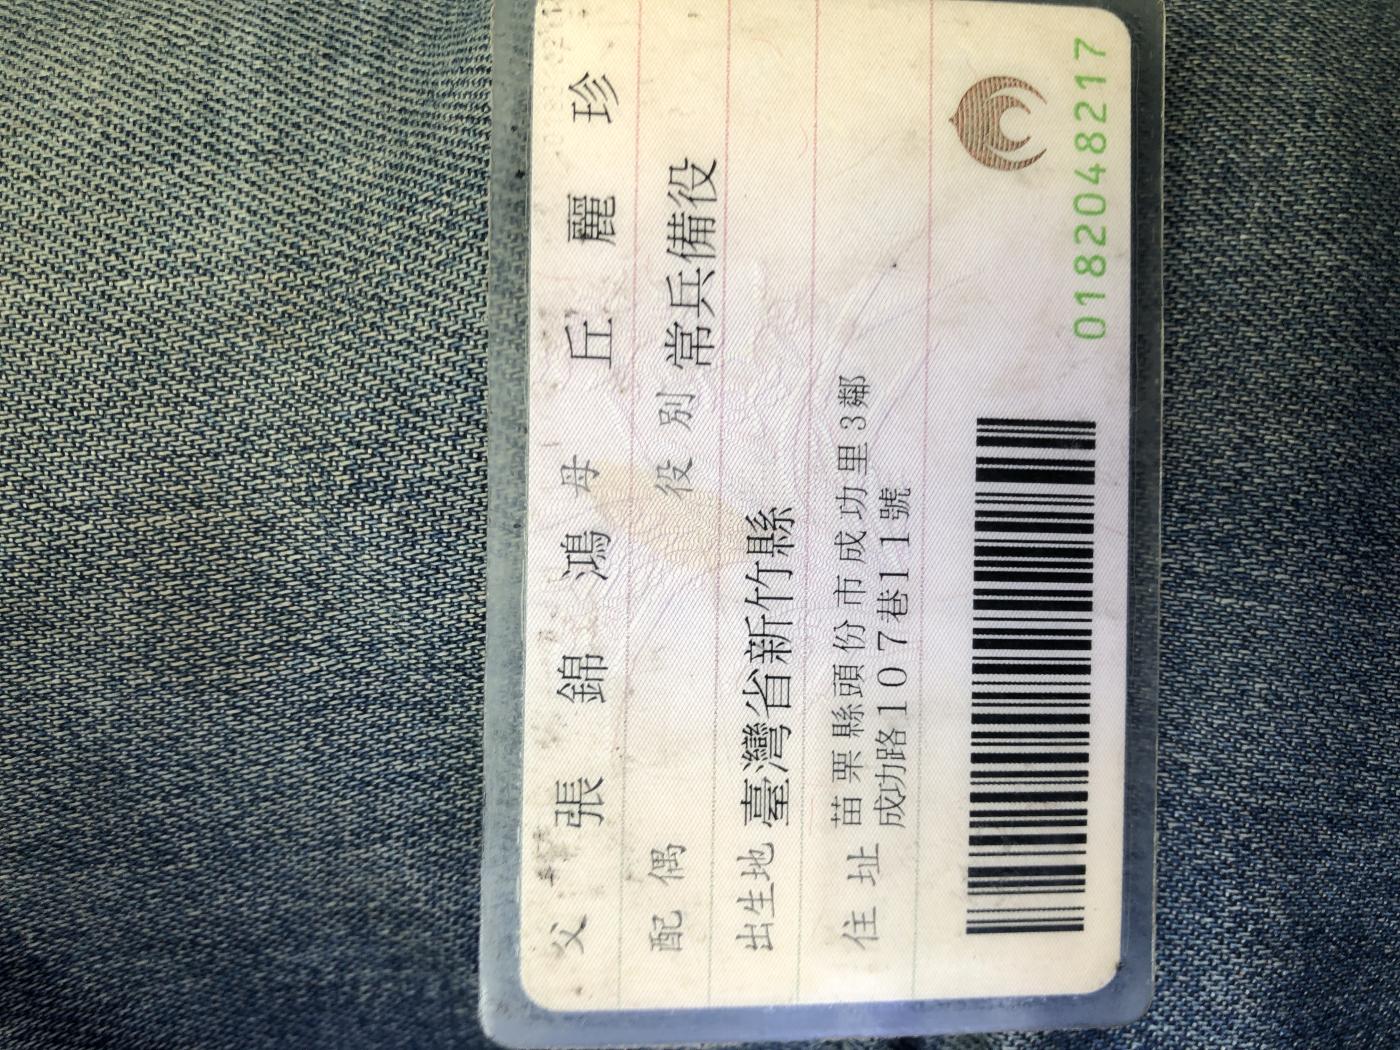 父 張錦鴻 母 丘麗珍
配偶 役別 常兵備役
出生地 臺灣省新竹縣
住址 苗栗縣頭份市成功里3鄰
成功路107巷11號
0182048217